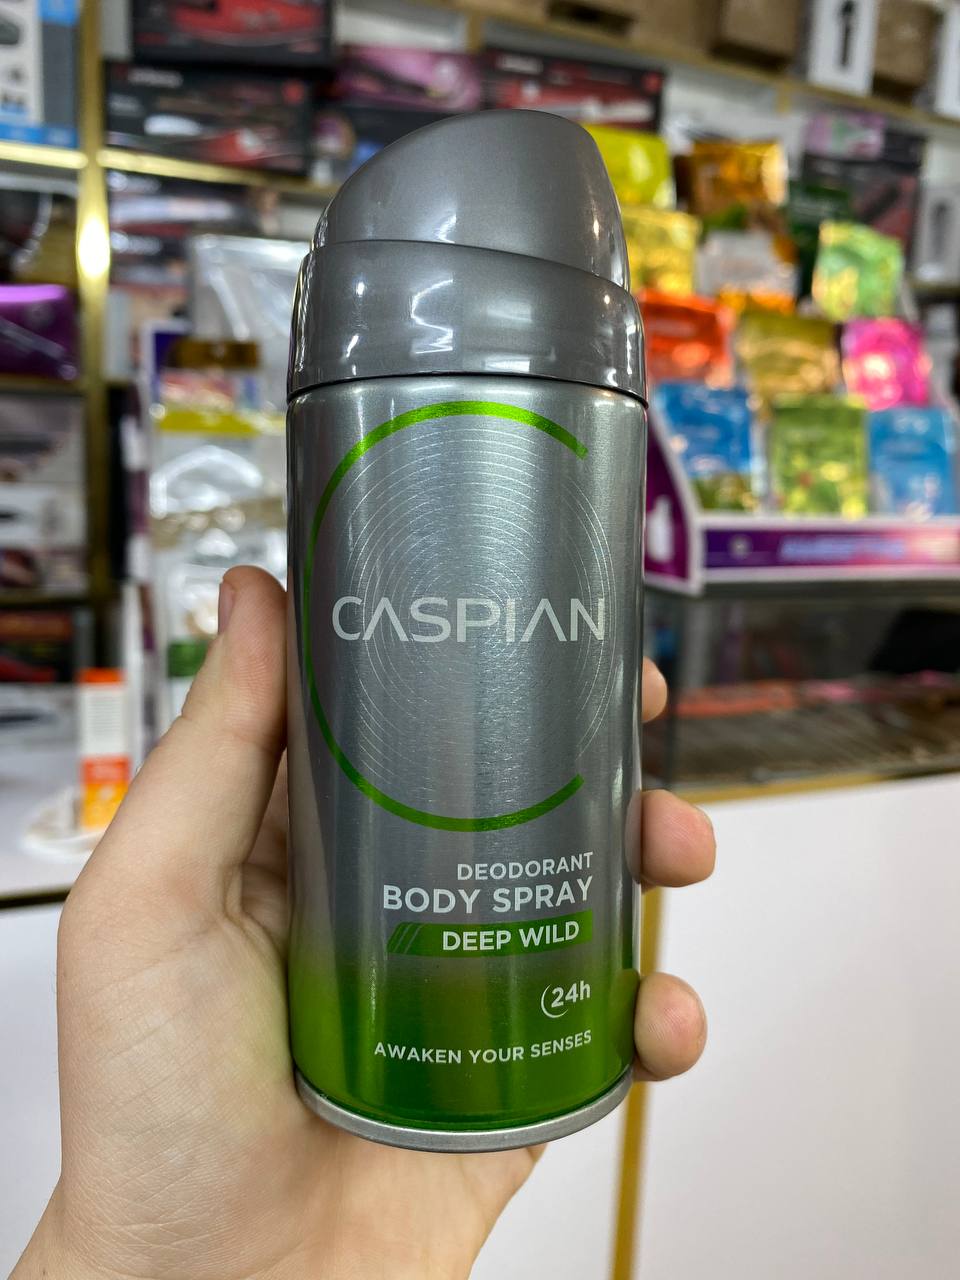 CASPIAN
DEODORANT
BODY SPRAY
DEEP WILD
24h
AWAKEN YOUR SENSES